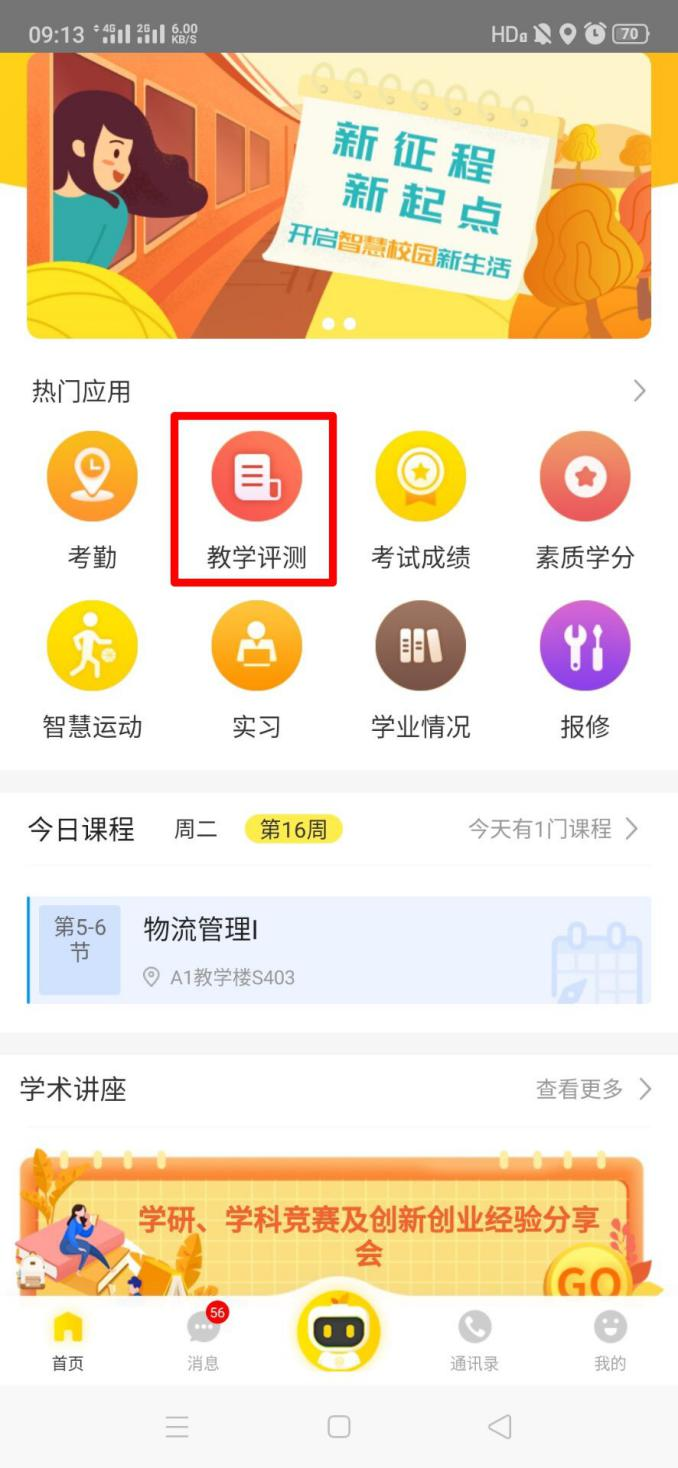 09:13 4G 2G 6.00 KB/S HD 70
新征程
新起点
开启智慧校园新生活
热门应用
考勤 教学评测 考试成绩 素质学分
智慧运动 实习 学业情况 报修
今日课程 周二 第16周 今天有1门课程
第5-6节 物流管理I
A1教学楼S403
学术讲座 查看更多
学研、学科竞赛及创新创业经验分享
会
GO
56
首页 消息 通讯录 我的